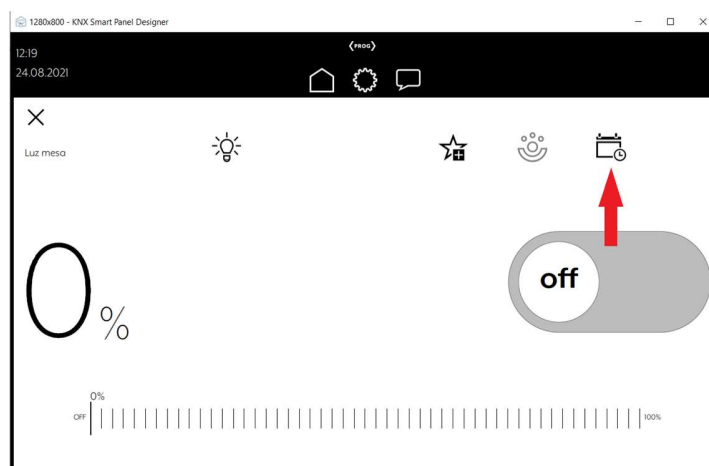 1280x800 - KNX Smart Panel Designer
12:19
24.08.2021
(PROG)
Luz mesa
off
0%
0%
OFF
100%